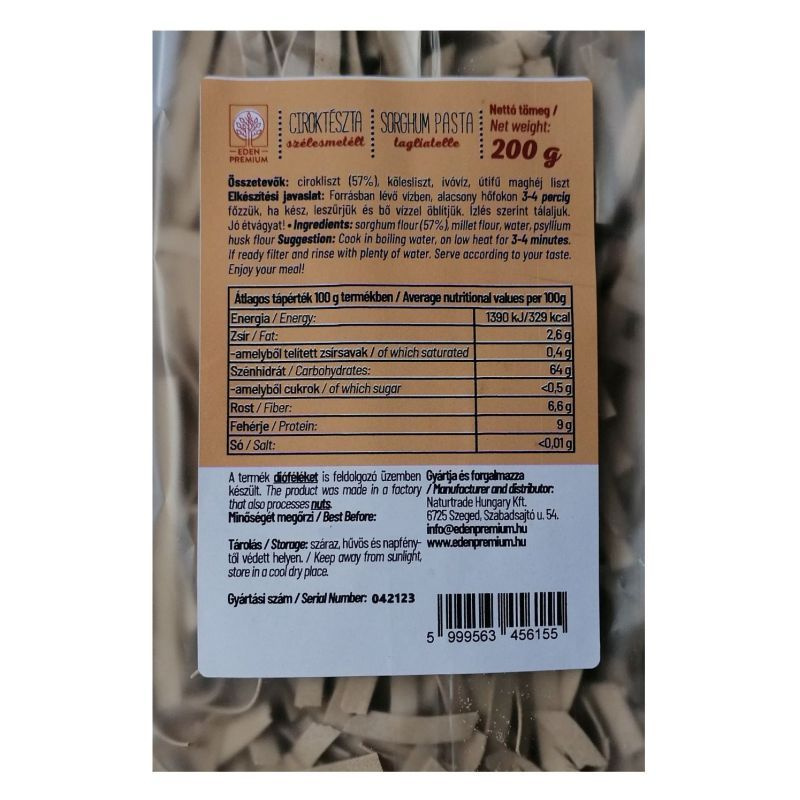 EDEN
PREMIUM
CIROKTÉSZTA
szélesmetélt
SORGHUM PASTA
tagliatelle
Nettó tömeg /
Net weight:
200 g
Összetevők: cirokliszt (57%), kölesliszt, ivóvíz, útifű maghéj liszt
Elkészítési javaslat: Forrásban lévő vízben, alacsony hőfokon 3-4 percig
főzzük, ha kész, leszűrjük és bő vízzel öblítjük. Ízlés szerint tálaljuk.
Jó étvágyat! • Ingredients: sorghum flour (57%), millet flour, water, psyllium
husk flour Suggestion: Cook in boiling water, on low heat for 3-4 minutes.
If ready filter and rinse with plenty of water. Serve according to your taste.
Enjoy your meal!
Átlagos tápérték 100 g termékben / Average nutritional values per 100g
Energia / Energy: 1390 kJ/329 kcal
Zsír / Fat: 2,6 g
-amelyből telített zsírsavak / of which saturated 0,4 g
Szénhidrát / Carbohydrates: 64 g
-amelyből cukrok / of which sugar <0,5 g
Rost / Fiber: 6,6 g
Fehérje / Protein: 9 g
Só / Salt: <0,01 g
A termék dióféléket is feldolgozó üzemben
készült. The product was made in a factory
that also processes nuts.
Minőségét megőrzi / Best Before:
Tárolás / Storage: száraz, hűvös és napfény-
től védett helyen. / Keep away from sunlight,
store in a cool dry place.
Gyártási szám / Serial Number: 042123
Gyártja és forgalmazza
/ Manufacturer and distributor:
Naturtrade Hungary Kft.
6725 Szeged, Szabadsajtó u. 54.
info@edenpremium.hu
www.edenpremium.hu
5 999563 456155